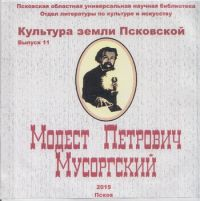 Псковская областная универсальная научная библиотека
Отдел литературы по культуре и искусству
Культура земли Псковской
Выпуск 11
Модест Петрович
Мусоргский
2015
Псков